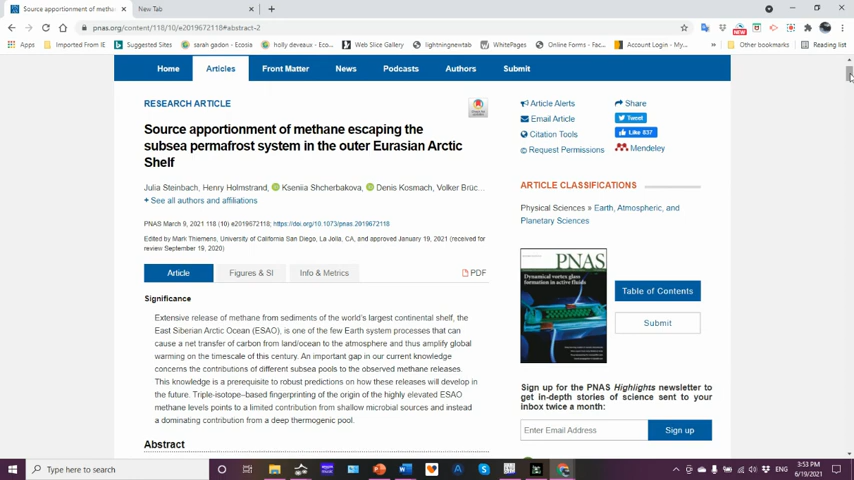 Source apportionment of metha
New Tab
pnas.org/content/118/10/e2019672118#abstract-2
Apps
Imported From IE
Suggested Sites
sarah gadon - Ecosia
holly deveaux - Eco...
Web Slice Gallery
lightningnewtab
WhitePages
Online Forms – Fea...
Account Login - My...
»
Other bookmarks
Reading list
Home
Articles
Front Matter
News
Podcasts
Authors
Submit
RESEARCH ARTICLE
Source apportionment of methane escaping the
subsea permafrost system in the outer Eurasian Arctic
Shelf
Julia Steinbach, Henry Holmstrand, Kseniia Shcherbakova, Denis Kosmach, Volker Brüc...
+ See all authors and affiliations
PNAS March 9, 2021 118 (10) e2019672118; https://doi.org/10.1073/pnas.2019672118
Edited by Mark Thiemens, University of California San Diego, La Jolla, CA, and approved January 19, 2021 (received for
review September 19, 2020)
Article
Figures & SI
Info & Metrics
PDF
Significance
Extensive release of methane from sediments of the world's largest continental shelf, the
East Siberian Arctic Ocean (ESAO), is one of the few Earth system processes that can
cause a net transfer of carbon from land/ocean to the atmosphere and thus amplify global
warming on the timescale of this century. An important gap in our current knowledge
concerns the contributions of different subsea pools to the observed methane releases.
This knowledge is a prerequisite to robust predictions on how these releases will develop in
the future. Triple-isotope–based fingerprinting of the origin of the highly elevated ESAO
methane levels points to a limited contribution from shallow microbial sources and instead
a dominating contribution from a deep thermogenic pool.
Abstract
Article Alerts
Share
Email Article
Tweet
Citation Tools
Like 837
© Request Permissions
Mendeley
ARTICLE CLASSIFICATIONS
Physical Sciences » Earth, Atmospheric, and
Planetary Sciences
PNAS
Dynamical vortex glass
formation in active fluids
Table of Contents
Submit
Sign up for the PNAS Highlights newsletter to
get in-depth stories of science sent to your
inbox twice a month:
Enter Email Address
Sign up
Type here to search
ENG
3:53 PM
6/19/2021